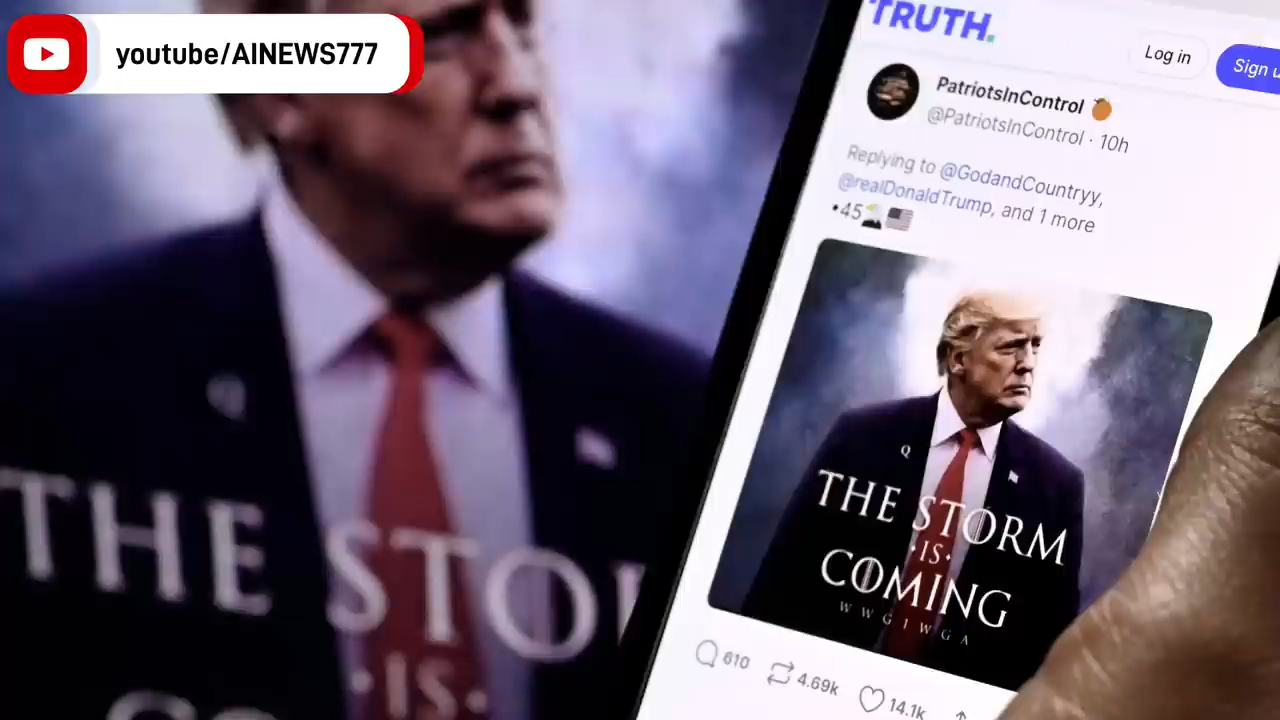 youtube/AINEWS777
TRUTH.
Log in
Sign u
PatriotsInControl
@PatriotsInControl · 10h
Replying to @GodandCountryy,
@realDonaldTrump, and 1 more
•45
Q
THE STORM
·IS·
COMING
W W G 1 W G A
610
4.69k
14.1k
Q
THE STO
·IS·